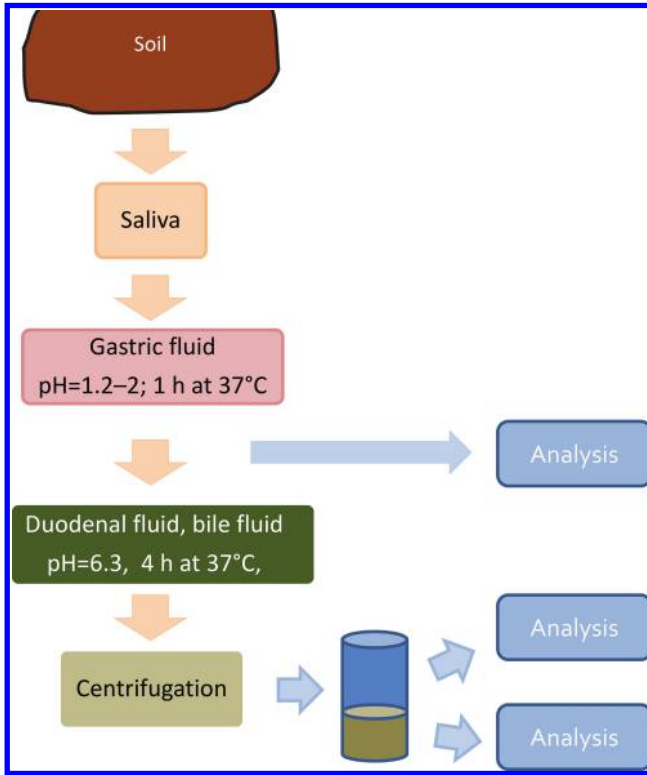 Soil
Saliva
Gastric fluid
pH=1.2–2; 1 h at 37°C
Analysis
Duodenal fluid, bile fluid
pH=6.3, 4 h at 37°C,
Analysis
Centrifugation
Analysis